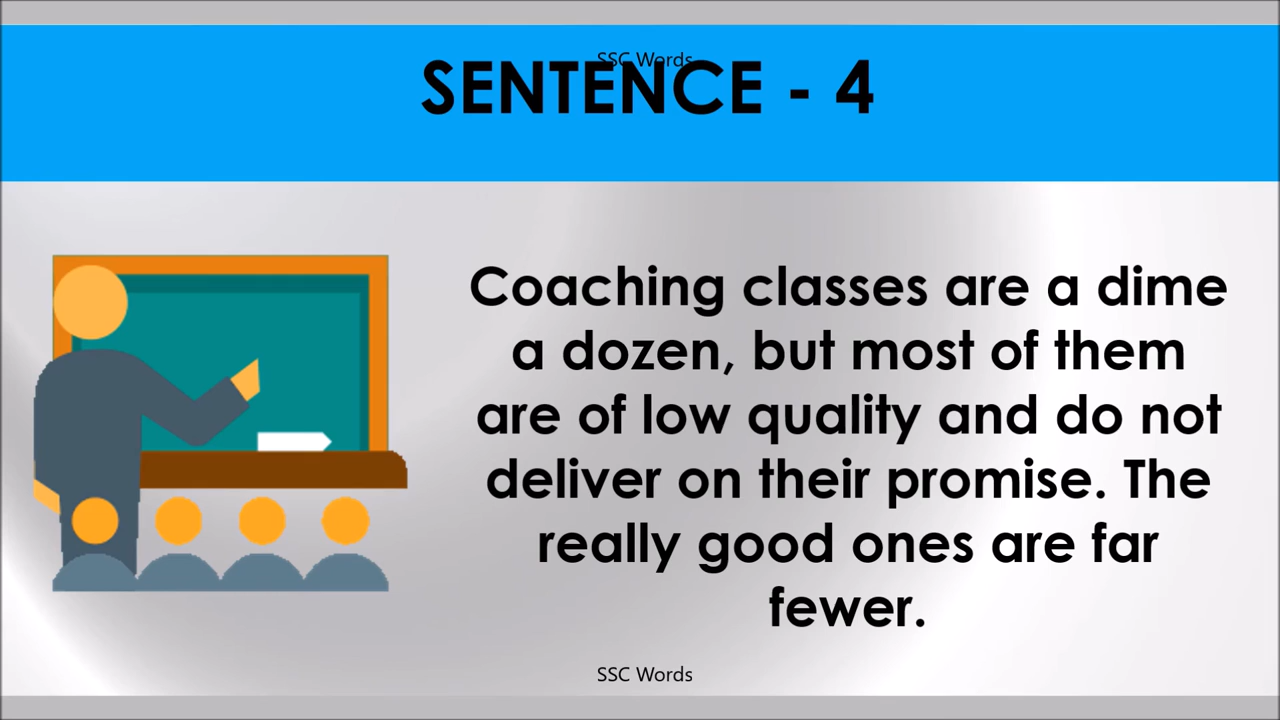 SSC Words
SENTENCE - 4
Coaching classes are a dime
a dozen, but most of them
are of low quality and do not
deliver on their promise. The
really good ones are far
fewer.
SSC Words